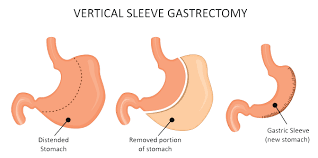 VERTICAL SLEEVE GASTRECTOMY
Distended
Stomach
Removed portion
of stomach
Gastric Sleeve
(new stomach)